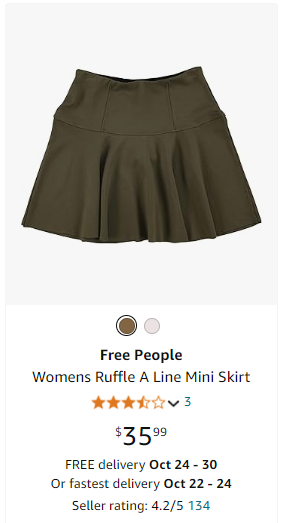 Free People
Womens Ruffle A Line Mini Skirt
3
$35.99
FREE delivery Oct 24 - 30
Or fastest delivery Oct 22 - 24
Seller rating: 4.2/5 134